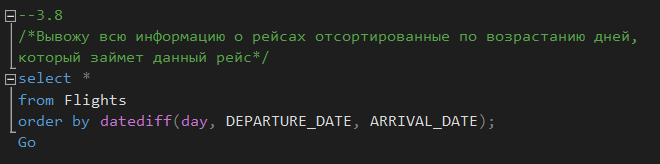 --3.8
/*Вывожу всю информацию о рейсах отсортированные по возрастанию дней,
который займет данный рейс*/
select *
from Flights
order by datediff(day, DEPARTURE_DATE, ARRIVAL_DATE);
Go